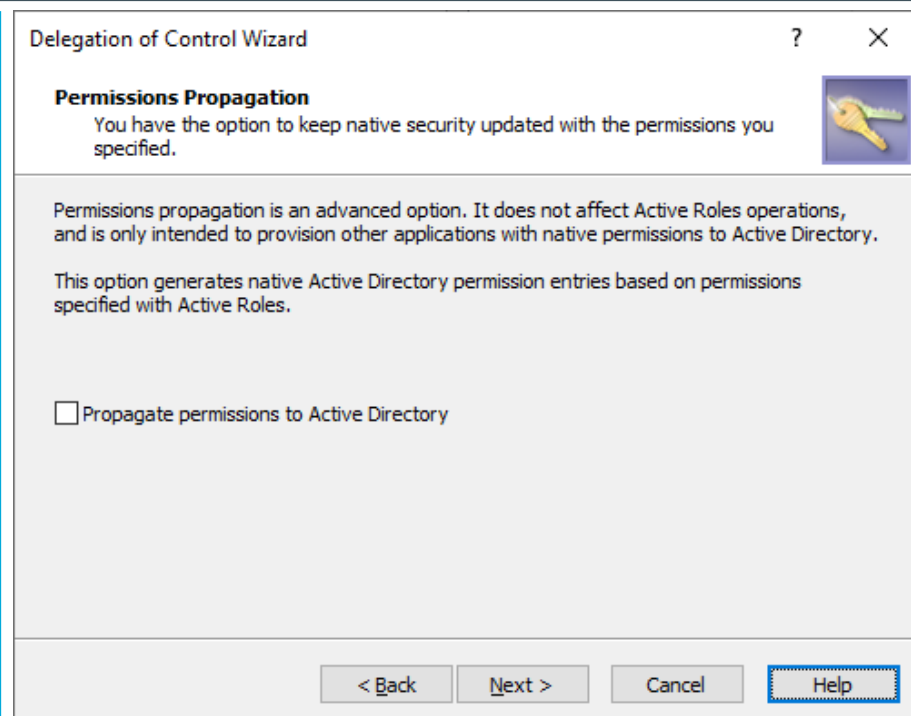 Delegation of Control Wizard ? ×
Permissions Propagation
You have the option to keep native security updated with the permissions you
specified.
Permissions propagation is an advanced option. It does not affect Active Roles operations,
and is only intended to provision other applications with native permissions to Active Directory.
This option generates native Active Directory permission entries based on permissions
specified with Active Roles.
Propagate permissions to Active Directory
< Back Next > Cancel Help